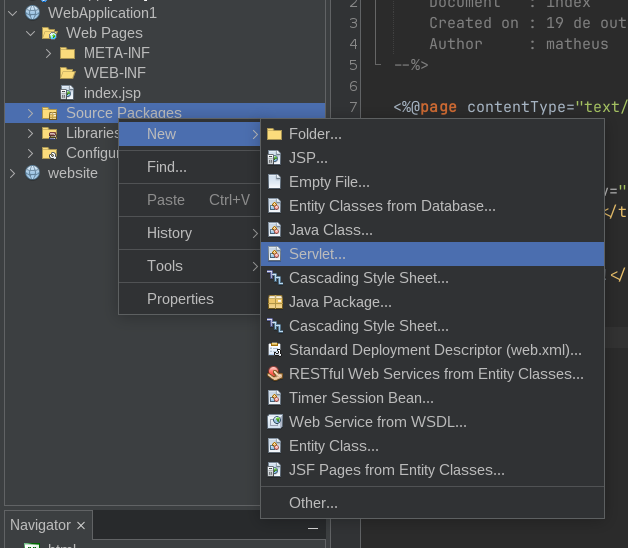 WebApplication1
Web Pages
META-INF
WEB-INF
index.jsp
Source Packages
Libraries
website
New
Find...
Paste Ctrl+V
History
Tools
Properties
Folder...
JSP...
Empty File...
Entity Classes from Database...
Java Class...
Servlet...
Cascading Style Sheet...
Java Package...
Cascading Style Sheet...
Standard Deployment Descriptor (web.xml)...
RESTful Web Services from Entity Classes...
Timer Session Bean...
Web Service from WSDL...
Entity Class...
JSF Pages from Entity Classes...
Other...
2 Document : index
3 Created on : 19 de out
4 Author : matheus
5 --%>
6
7 <%@page contentType="text/
y="
</t
</
Navigator ×
html